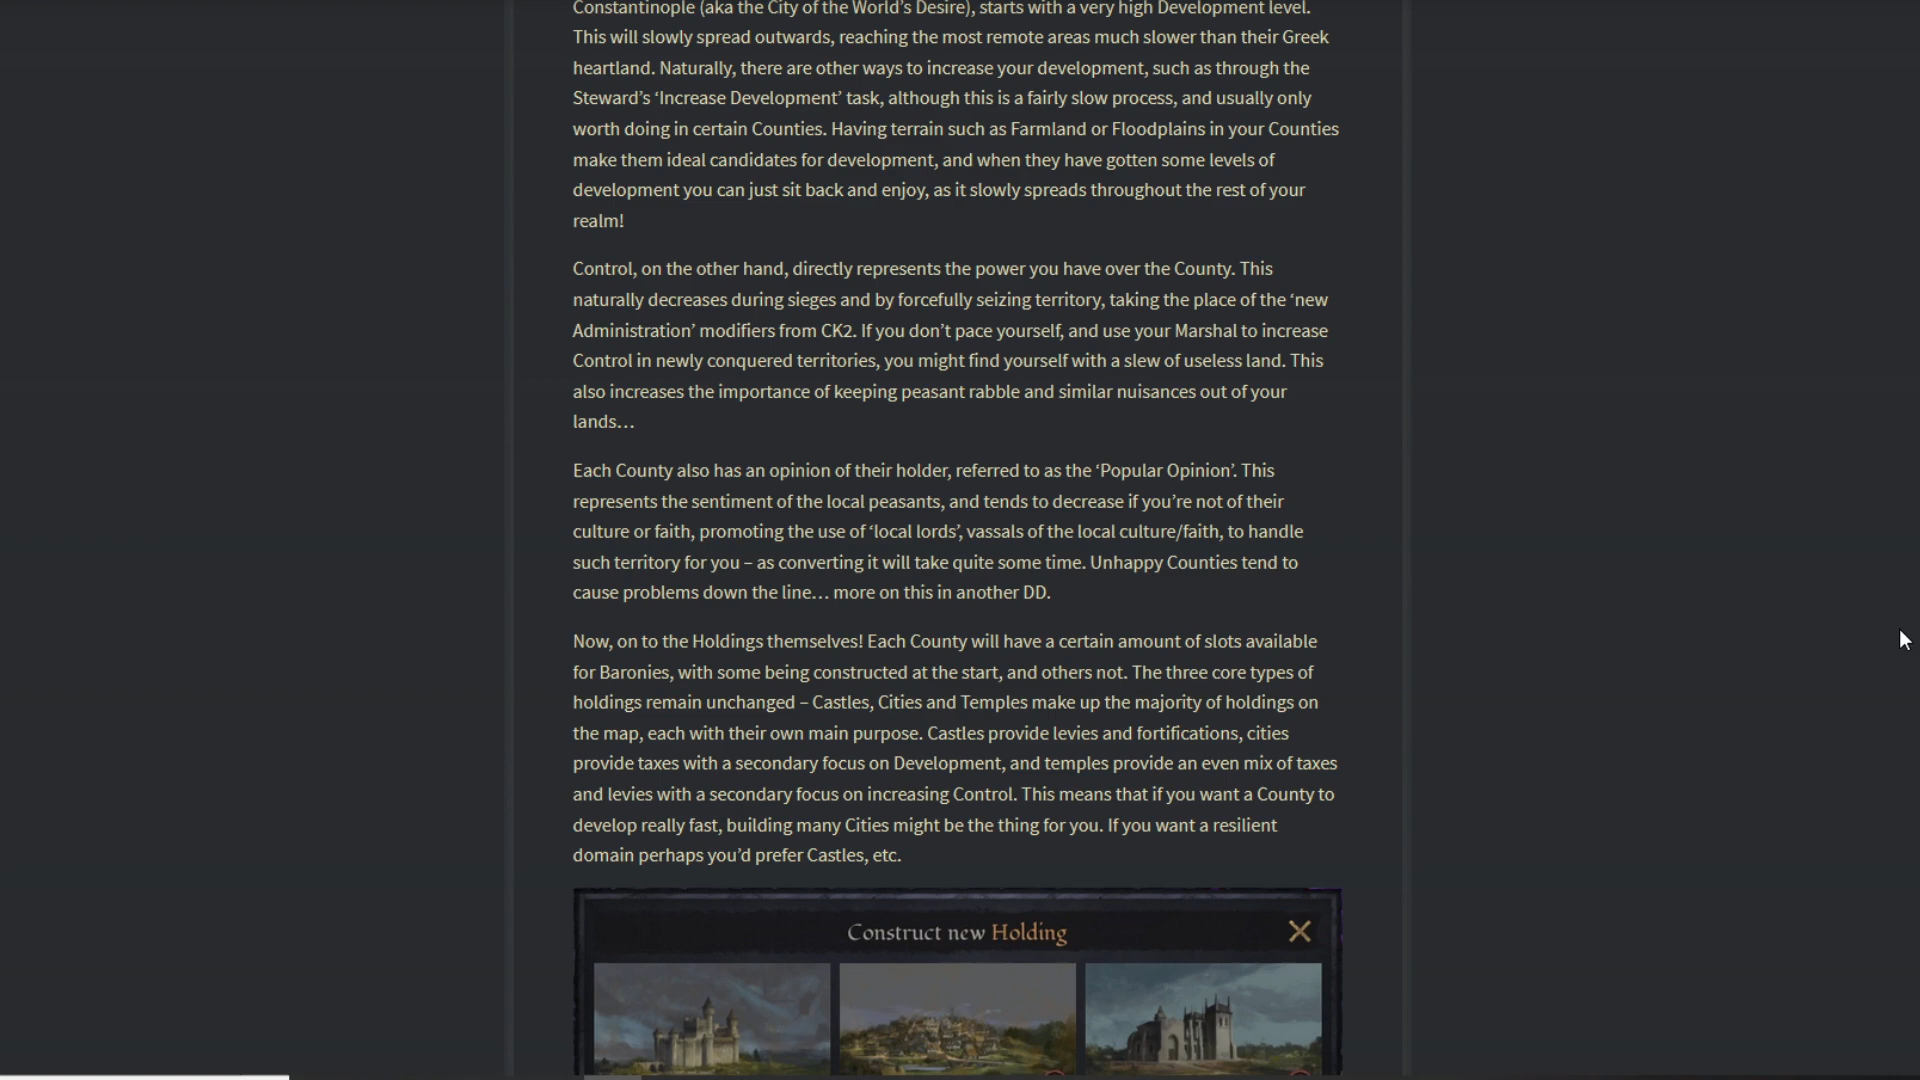 Constantinople (aka the City of the World's Desire), starts with a very high Development level.
This will slowly spread outwards, reaching the most remote areas much slower than their Greek
heartland. Naturally, there are other ways to increase your development, such as through the
Steward's ‘Increase Development’ task, although this is a fairly slow process, and usually only
worth doing in certain Counties. Having terrain such as Farmland or Floodplains in your Counties
make them ideal candidates for development, and when they have gotten some levels of
development you can just sit back and enjoy, as it slowly spreads throughout the rest of your
realm!
Control, on the other hand, directly represents the power you have over the County. This
naturally decreases during sieges and by forcefully seizing territory, taking the place of the ‘new
Administration’ modifiers from CK2. If you don’t pace yourself, and use your Marshal to increase
Control in newly conquered territories, you might find yourself with a slew of useless land. This
also increases the importance of keeping peasant rabble and similar nuisances out of your
lands…
Each County also has an opinion of their holder, referred to as the ‘Popular Opinion’. This
represents the sentiment of the local peasants, and tends to decrease if you’re not of their
culture or faith, promoting the use of ‘local lords’, vassals of the local culture/faith, to handle
such territory for you – as converting it will take quite some time. Unhappy Counties tend to
cause problems down the line… more on this in another DD.
Now, on to the Holdings themselves! Each County will have a certain amount of slots available
for Baronies, with some being constructed at the start, and others not. The three core types of
holdings remain unchanged – Castles, Cities and Temples make up the majority of holdings on
the map, each with their own main purpose. Castles provide levies and fortifications, cities
provide taxes with a secondary focus on Development, and temples provide an even mix of taxes
and levies with a secondary focus on increasing Control. This means that if you want a County to
develop really fast, building many Cities might be the thing for you. If you want a resilient
domain perhaps you’d prefer Castles, etc.
Construct new Holding